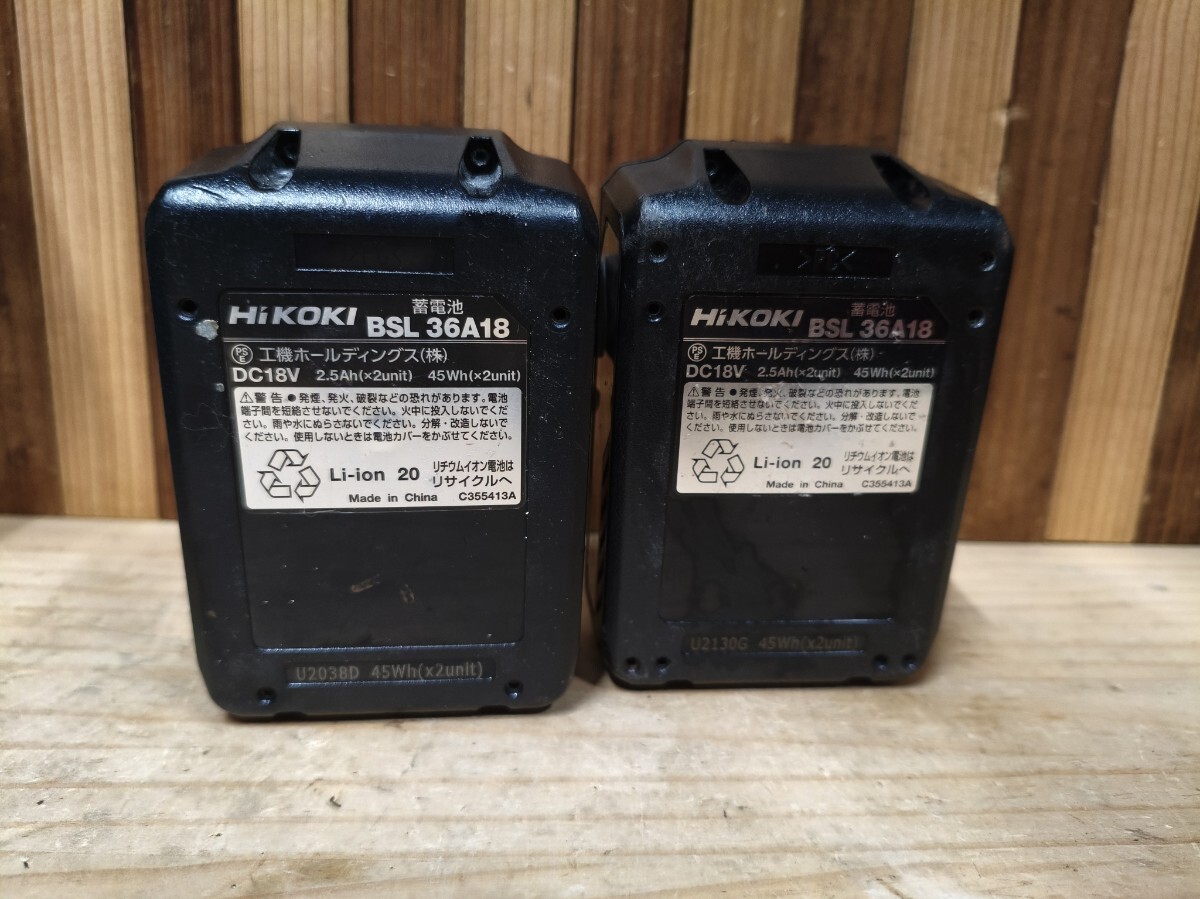 HiKOKI 蓄電池
BSL 36A18
PSE 工機ホールディングス(株)
DC18V 2.5Ah(×2unit) 45Wh(×2unit)
⚠警告 ●発煙、発火、破裂などの恐れがあります。電池
端子間を短絡させないでください。火中に投入しないでくだ
さい。雨や水にぬらさないでください。分解・改造しないで
ください。使用しないときは電池カバーをかぶせてください。
Li-ion 20 リチウムイオン電池は
リサイクルへ
Made in China C355413A
U2038D 45Wh(x2unit)
HiKOKI 蓄電池
BSL 36A18
PSE 工機ホールディングス(株)
DC18V 2.5Ah(×2unit) 45Wh(×2unit)
⚠警告 ●発煙、発火、破裂などの恐れがあります。電池
端子間を短絡させないでください。火中に投入しないでくだ
さい。雨や水にぬらさないでください。分解・改造しないで
ください。使用しないときは電池カバーをかぶせてください。
Li-ion 20 リチウムイオン電池は
リサイクルへ
Made in China C355413A
U2130G 45Wh(x2unit)